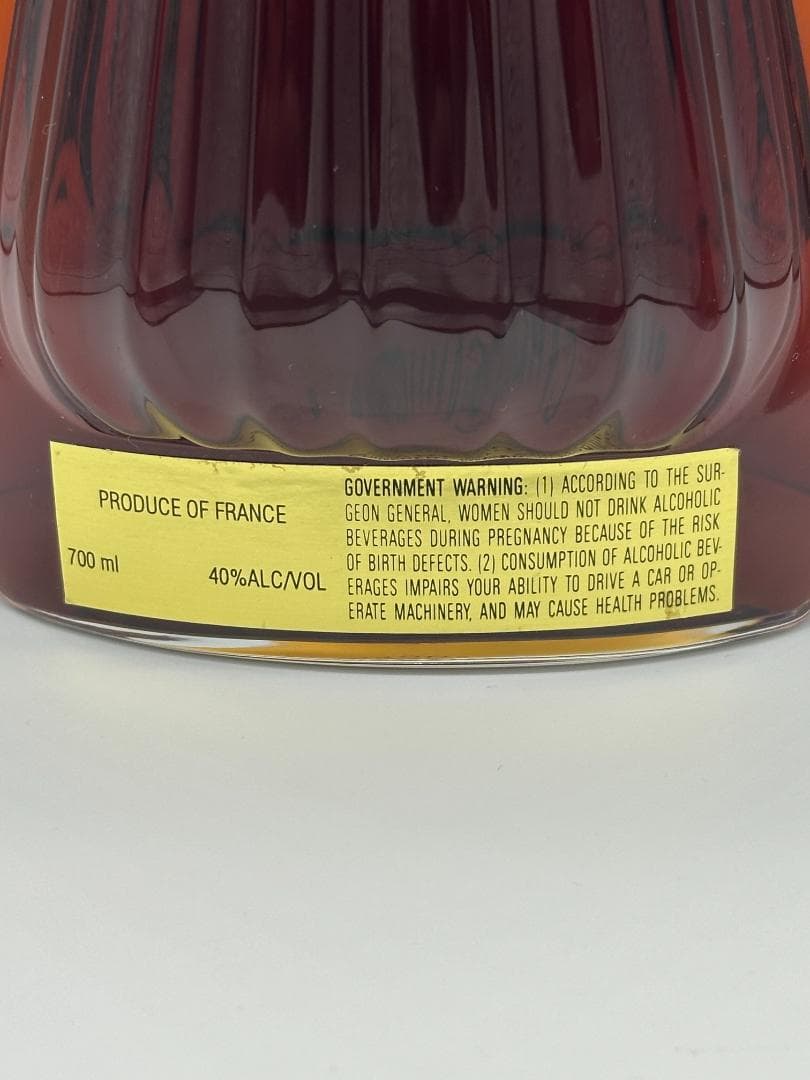 PRODUCE OF FRANCE
700 ml
40%ALC/VOL
GOVERNMENT WARNING: (1) ACCORDING TO THE SUR-
GEON GENERAL, WOMEN SHOULD NOT DRINK ALCOHOLIC
BEVERAGES DURING PREGNANCY BECAUSE OF THE RISK
OF BIRTH DEFECTS. (2) CONSUMPTION OF ALCOHOLIC BEV-
ERAGES IMPAIRS YOUR ABILITY TO DRIVE A CAR OR OP-
ERATE MACHINERY, AND MAY CAUSE HEALTH PROBLEMS.